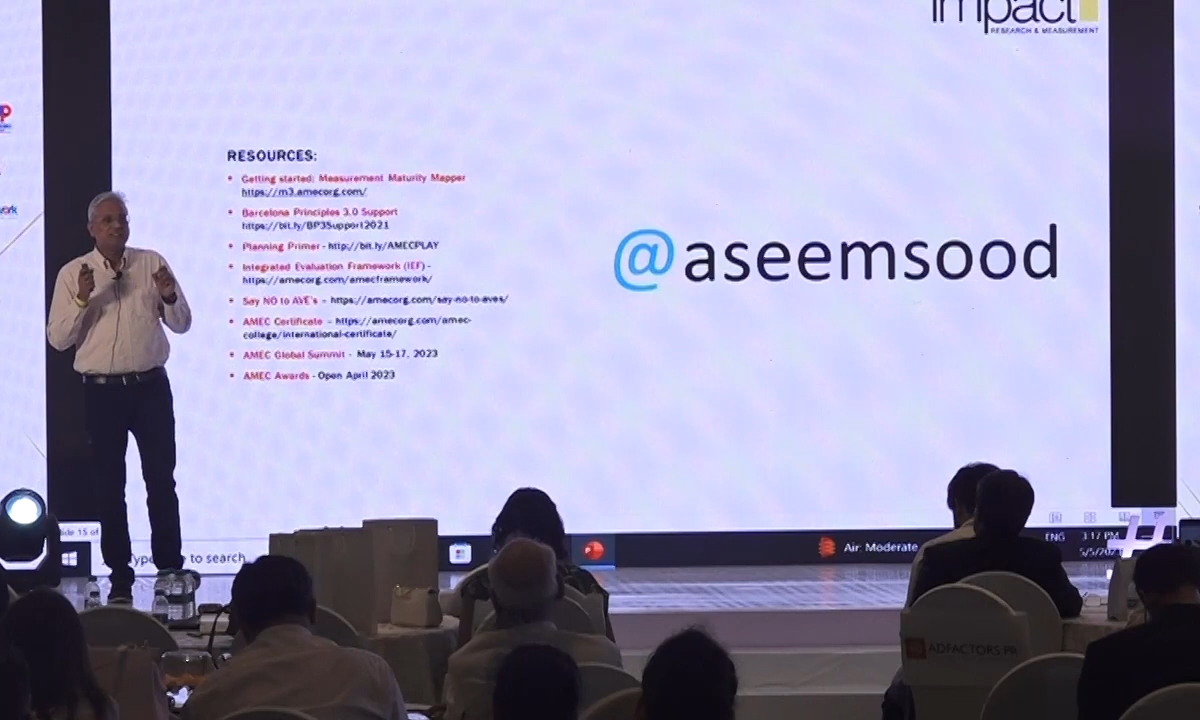 impact
RESEARCH & MEASUREMENT
RESOURCES:
• Getting started: Measurement Maturity Mapper
https://m3.amecorg.com/
• Barcelona Principles 3.0 Support
https://bit.ly/BP3Support2021
• Planning Primer - http://bit.ly/AMECPLAY
• Integrated Evaluation Framework (IEF) -
https://amecorg.com/amecframework/
• Say NO to AVE's - https://amecorg.com/say-no-to-aves/
• AMEC Certificate - https://amecorg.com/amec-
college/international-certificate/
• AMEC Global Summit - May 15-17, 2023
• AMEC Awards - Open April 2023
@aseemsood
15 of
to search
Air: Moderate
ENG
3:17 PM
#
ADFACTORS PR